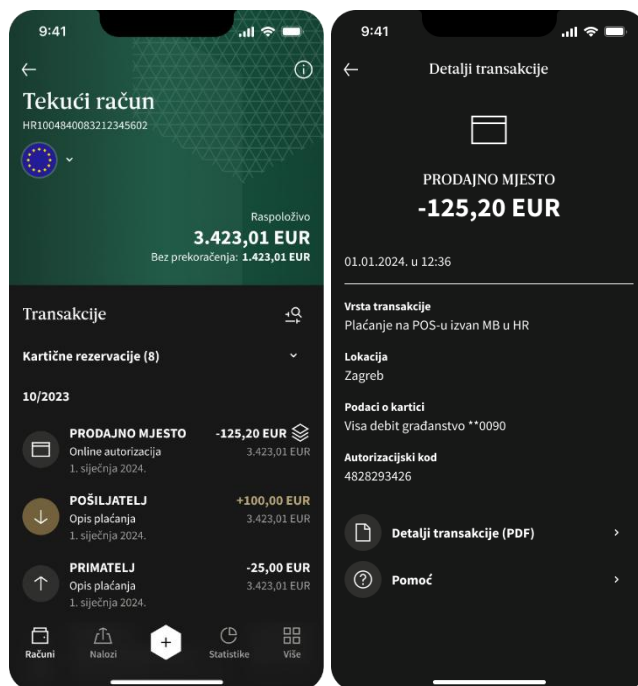 9:41
Tekući račun
HR1004840083212345602
Raspoloživo
3.423,01 EUR
Bez prekoračenja: 1.423,01 EUR
Transakcije
Kartične rezervacije (8)
10/2023
PRODAJNO MJESTO -125,20 EUR
Online autorizacija 3.423,01 EUR
1. siječnja 2024.
POŠILJATELJ +100,00 EUR
Opis plaćanja 3.423,01 EUR
1. siječnja 2024.
PRIMATELJ -25,00 EUR
Opis plaćanja 3.423,01 EUR
1. siječnja 2024.
Računi Nalozi + Statistike Više
9:41
Detalji transakcije
PRODAJNO MJESTO
-125,20 EUR
01.01.2024. u 12:36
Vrsta transakcije
Plaćanje na POS-u izvan MB u HR
Lokacija
Zagreb
Podaci o kartici
Visa debit građanstvo **0090
Autorizacijski kod
4828293426
Detalji transakcije (PDF)
Pomoć